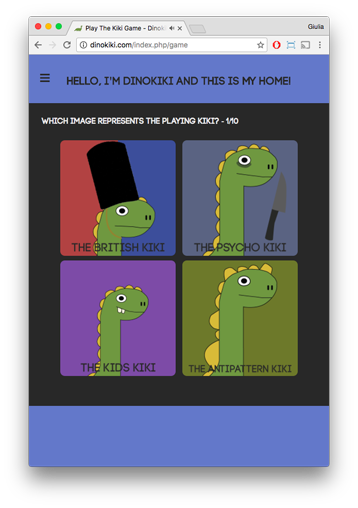 Play The Kiki Game - Dinoki
Giulia
dinokiki.com/index.php/game
HELLO, I'M DINOKIKI AND THIS IS MY HOME!
WHICH IMAGE REPRESENTS THE PLAYING KIKI? - 1/10
THE BRITISH KIKI
THE PSYCHO KIKI
THE KIDS KIKI
THE ANTIPATTERN KIKI